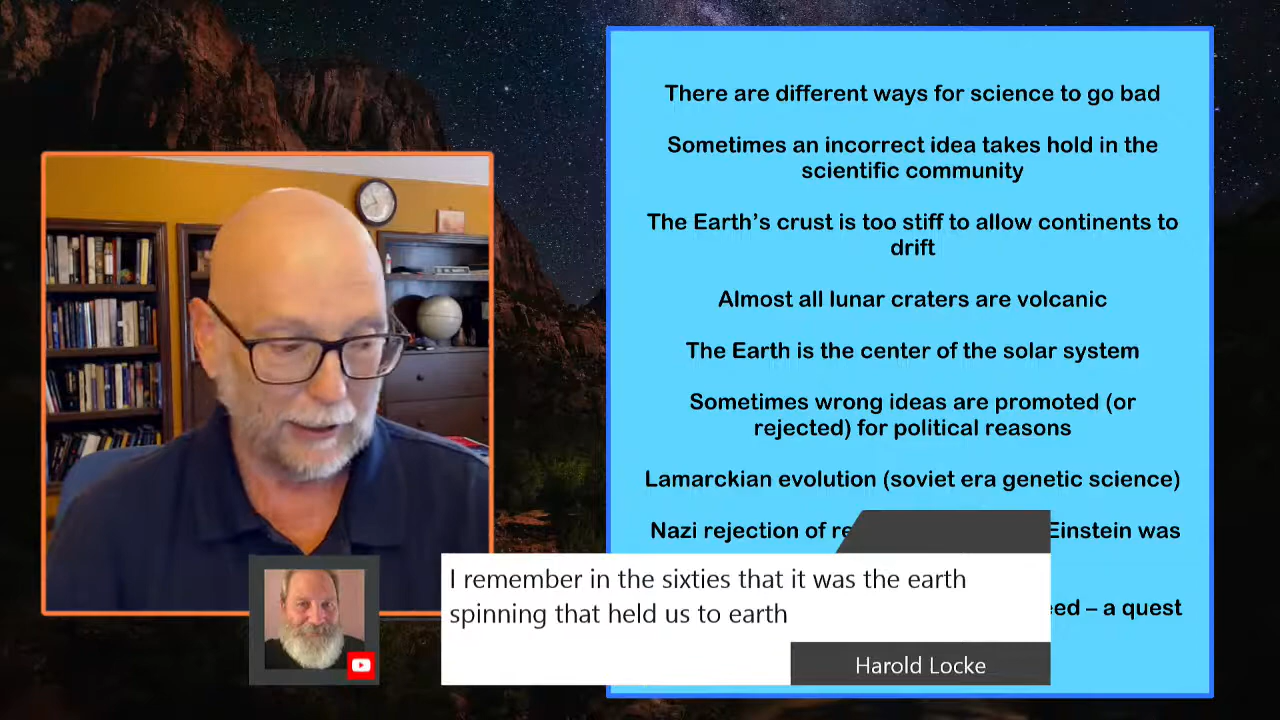 There are different ways for science to go bad
Sometimes an incorrect idea takes hold in the
scientific community
The Earth's crust is too stiff to allow continents to
drift
Almost all lunar craters are volcanic
The Earth is the center of the solar system
Sometimes wrong ideas are promoted (or
rejected) for political reasons
Lamarckian evolution (soviet era genetic science)
Nazi rejection of Einstein was
– a quest
I remember in the sixties that it was the earth
spinning that held us to earth
Harold Locke